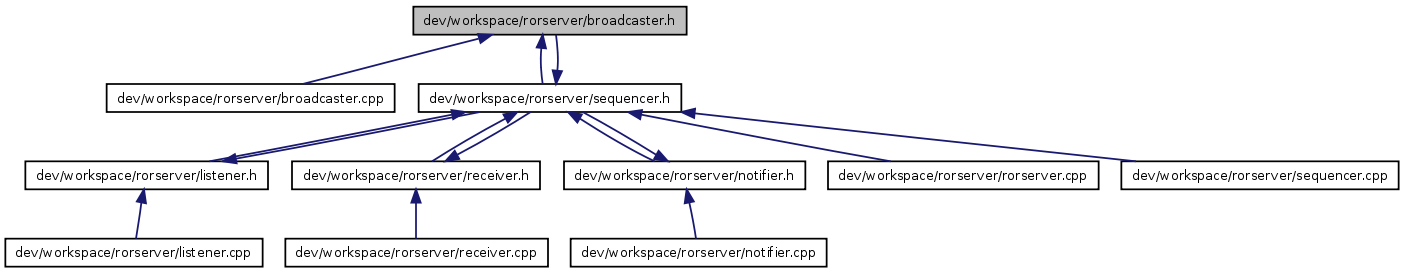 dev/workspace/rorserver/broadcaster.h
dev/workspace/rorserver/broadcaster.cpp
dev/workspace/rorserver/sequencer.h
dev/workspace/rorserver/listener.h
dev/workspace/rorserver/receiver.h
dev/workspace/rorserver/notifier.h
dev/workspace/rorserver/rorserver.cpp
dev/workspace/rorserver/sequencer.cpp
dev/workspace/rorserver/listener.cpp
dev/workspace/rorserver/receiver.cpp
dev/workspace/rorserver/notifier.cpp